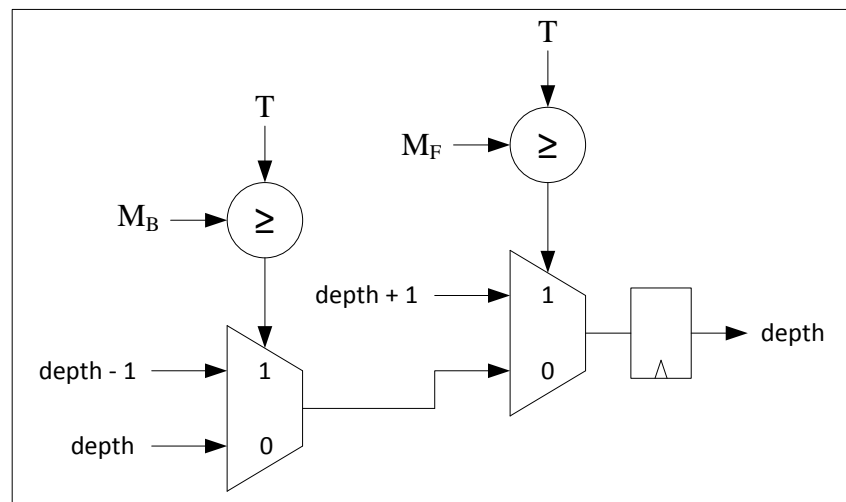 T
M_F ≥
T
M_B ≥
depth + 1 1
depth
0
depth - 1 1
depth 0